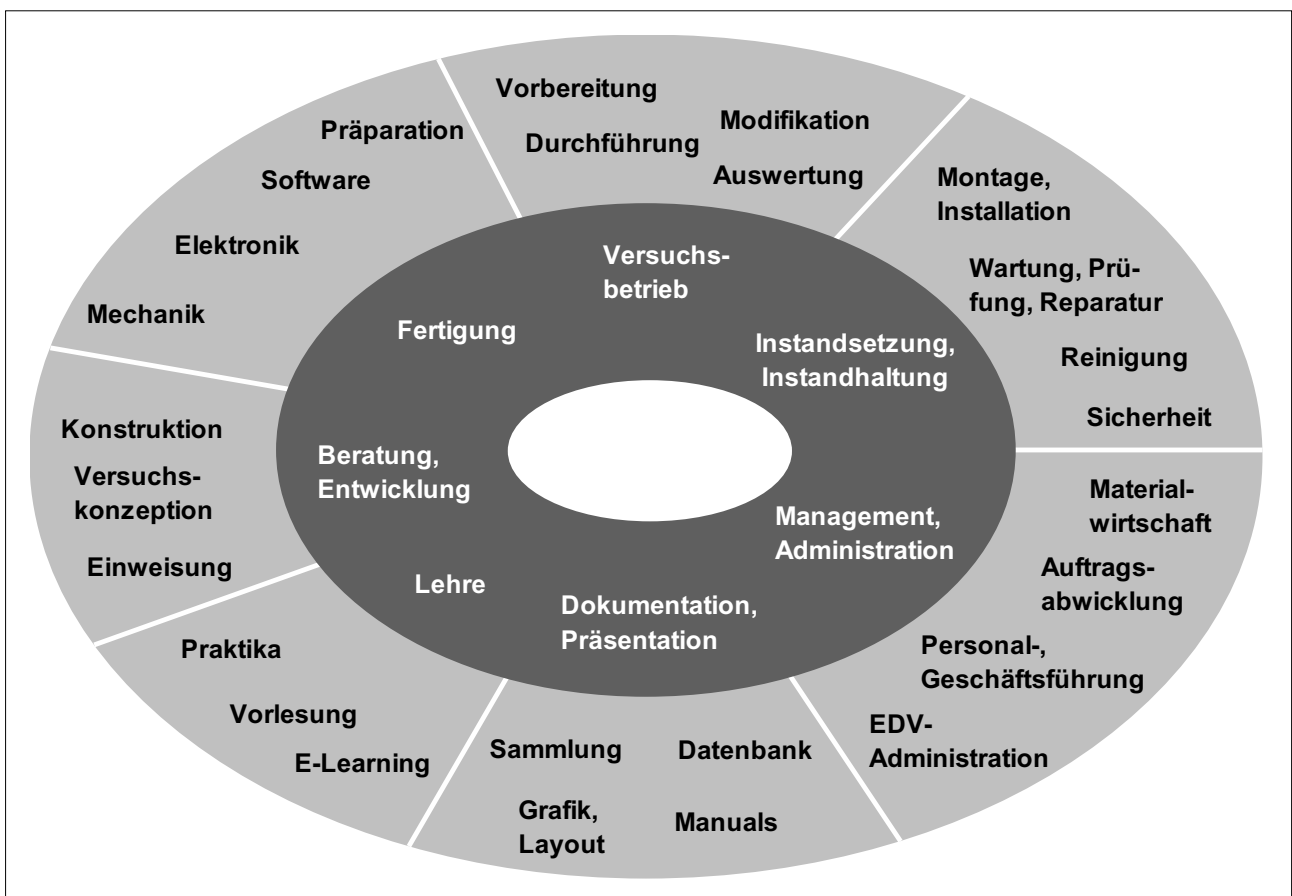 Vorbereitung
Durchführung
Modifikation
Auswertung
Präparation
Software
Elektronik
Mechanik
Montage,
Installation
Wartung, Prü-
fung, Reparatur
Reinigung
Sicherheit
Versuchs-
betrieb
Fertigung
Instandsetzung,
Instandhaltung
Beratung,
Entwicklung
Management,
Administration
Lehre
Dokumentation,
Präsentation
Konstruktion
Versuchs-
konzeption
Einweisung
Material-
wirtschaft
Auftrags-
abwicklung
Personal-,
Geschäftsführung
EDV-
Administration
Praktika
Vorlesung
E-Learning
Sammlung
Datenbank
Grafik,
Layout
Manuals